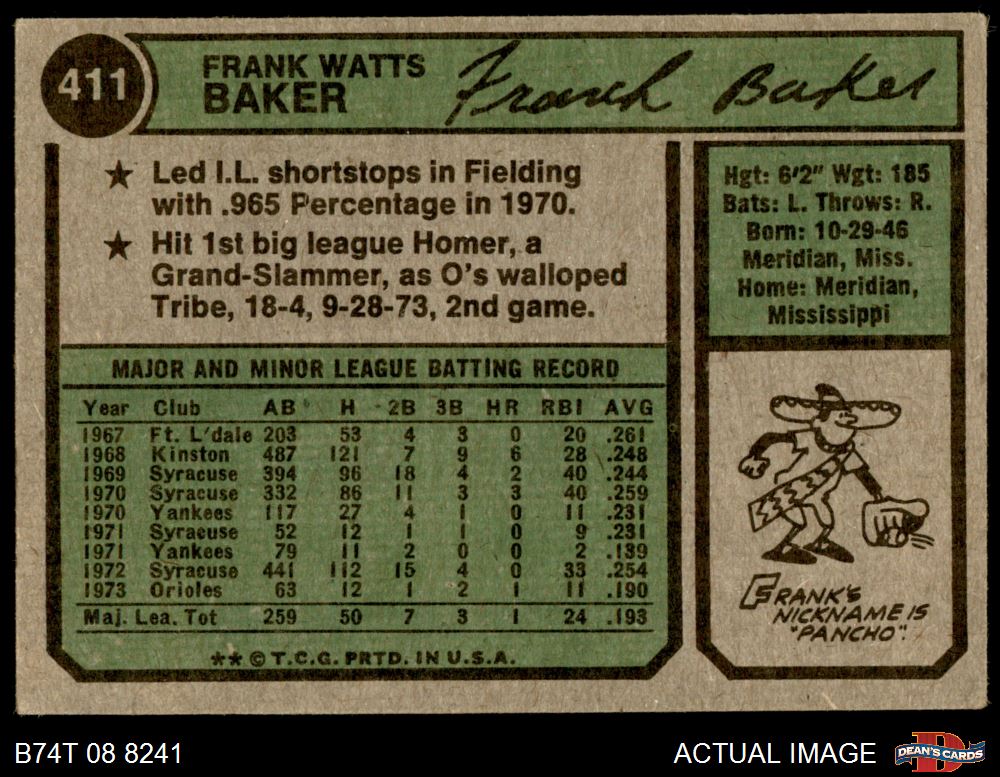 411
FRANK WATTS
BAKER
Frank Baker
★ Led I.L. shortstops in Fielding
with .965 Percentage in 1970.
★ Hit 1st big league Homer, a
Grand-Slammer, as O's walloped
Tribe, 18-4, 9-28-73, 2nd game.
Hgt: 6'2" Wgt: 185
Bats: L. Throws: R.
Born: 10-29-46
Meridian, Miss.
Home: Meridian,
Mississippi
MAJOR AND MINOR LEAGUE BATTING RECORD
Year Club AB H 2B 3B HR RBI AVG
1967 Ft. L'dale 203 53 4 3 0 20 .261
1968 Kinston 487 121 7 9 6 28 .248
1969 Syracuse 394 96 18 4 2 40 .244
1970 Syracuse 332 86 11 3 3 40 .259
1970 Yankees 117 27 4 1 0 11 .231
1971 Syracuse 52 12 1 1 0 9 .231
1971 Yankees 79 11 2 0 0 2 .139
1972 Syracuse 441 112 15 4 0 33 .254
1973 Orioles 63 12 1 2 1 11 .190
Maj. Lea. Tot 259 50 7 3 1 24 .193
** © T.C.G. PRTD. IN U.S.A.
FRANK'S
NICKNAME IS
"PANCHO".
B74T 08 8241
ACTUAL IMAGE
DEAN'S CARDS